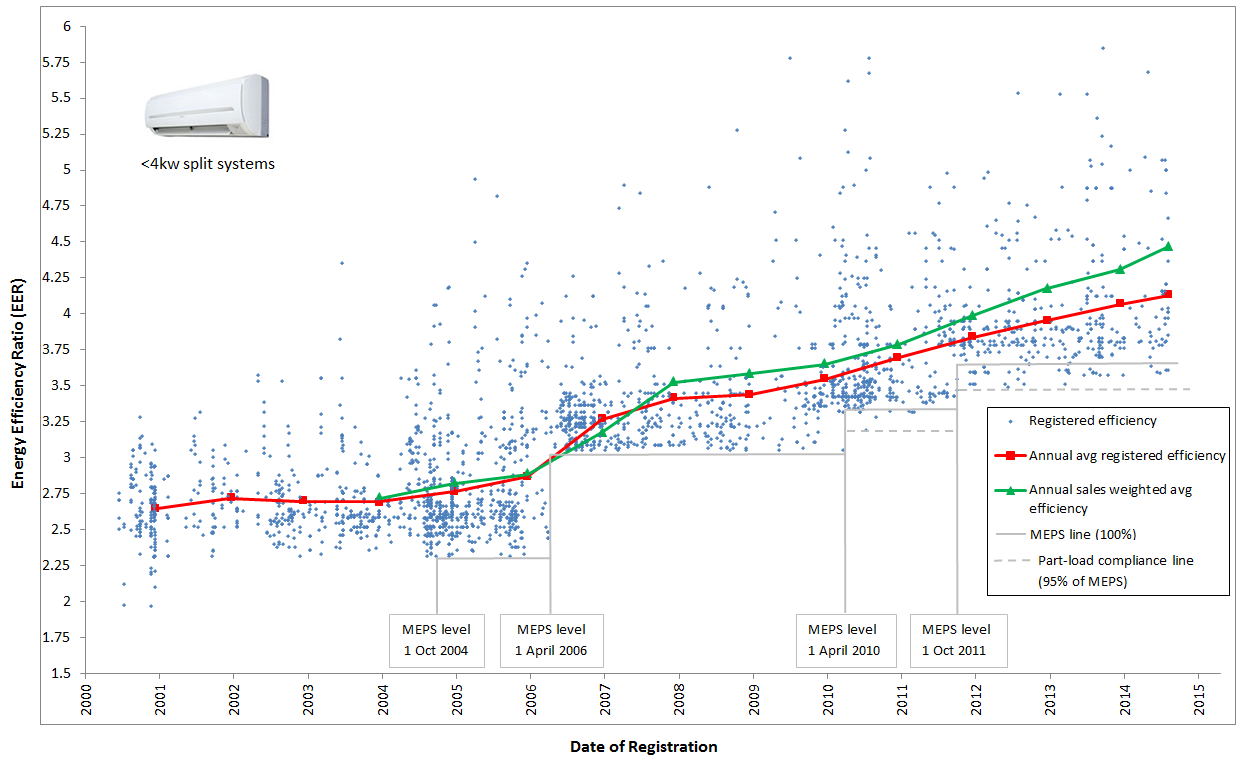 6
5.75
5.5
5.25
5
4.75
4.5
4.25
4
3.75
3.5
3.25
3
2.75
2.5
2.25
2
1.75
1.5
Energy Efficiency Ratio (EER)
<4kw split systems
Registered efficiency
Annual avg registered efficiency
Annual sales weighted avg
efficiency
MEPS line (100%)
Part-load compliance line
(95% of MEPS)
MEPS level
1 Oct 2004
MEPS level
1 April 2006
MEPS level
1 April 2010
MEPS level
1 Oct 2011
2000
2001
2002
2003
2004
2005
2006
2007
2008
2009
2010
2011
2012
2013
2014
2015
Date of Registration